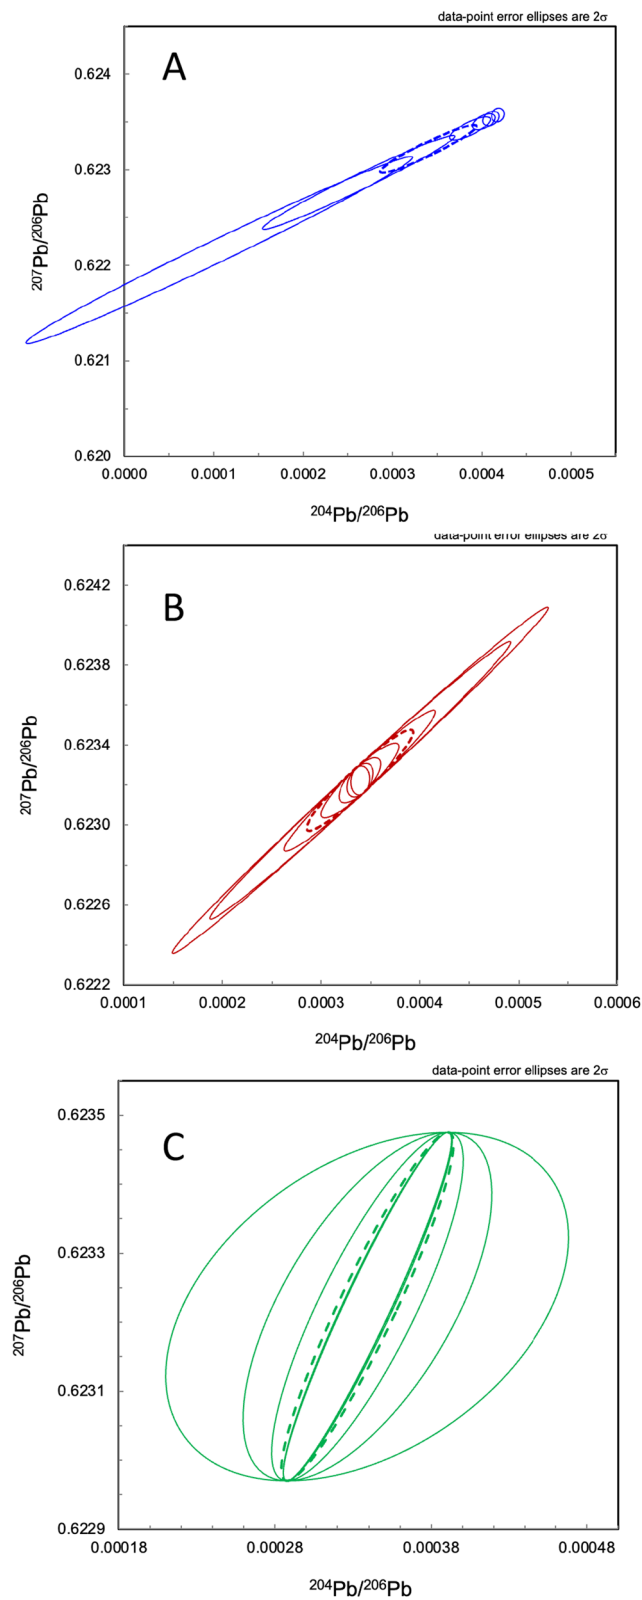 data-point error ellipses are 2σ
A
0.624
0.623
0.622
0.621
0.620
²⁰⁷Pb/²⁰⁶Pb
0.0000 0.0001 0.0002 0.0003 0.0004 0.0005
²⁰⁴Pb/²⁰⁶Pb
data-point error ellipses are 2σ
B
0.6242
0.6238
0.6234
0.6230
0.6226
0.6222
²⁰⁷Pb/²⁰⁶Pb
0.0001 0.0002 0.0003 0.0004 0.0005 0.0006
²⁰⁴Pb/²⁰⁶Pb
data-point error ellipses are 2σ
C
0.6235
0.6233
0.6231
0.6229
²⁰⁷Pb/²⁰⁶Pb
0.00018 0.00028 0.00038 0.00048
²⁰⁴Pb/²⁰⁶Pb